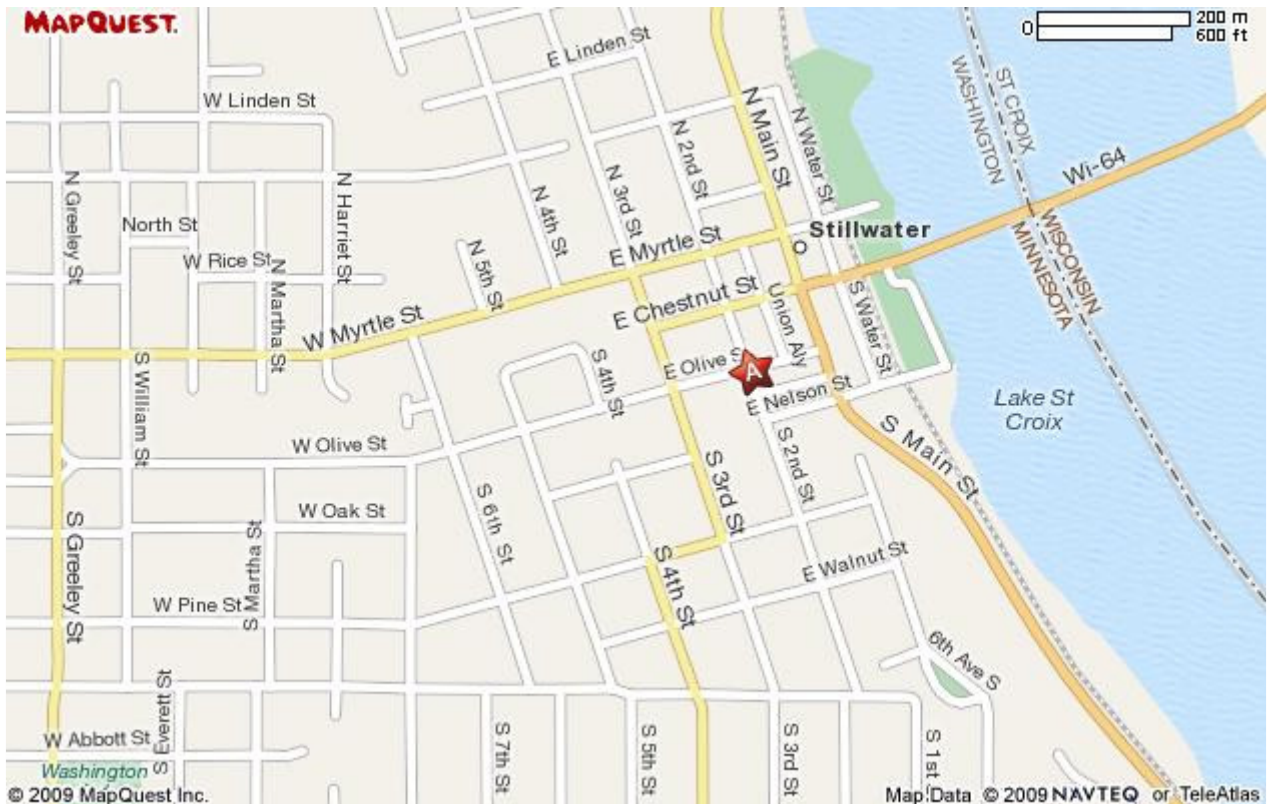 MAPQUEST.
0
200 m
600 ft
E Linden St
W Linden St
N Main St
N Water St
WASHINGTON
ST CROIX
Wi-64
N 2nd St
N 3rd St
N 4th St
N 5th St
N Greeley St
N Harriet St
North St
W Rice St
N Martha St
E Myrtle St
Stillwater
WISCONSIN
MINNESOTA
E Chestnut St
Union Aly
S Water St
W Myrtle St
E Olive S
A
S 4th St
E Nelson St
Lake St
Croix
S William St
W Olive St
S Main St
S 2nd St
S 3rd St
S 6th St
W Oak St
S Greeley St
S Martha St
E Walnut St
S 4th St
W Pine St
6th Ave S
S Everett St
W Abbott St
S 7th St
S 5th St
S 3rd St
S 1st
Washington
© 2009 MapQuest Inc.
Map Data © 2009 NAVTEQ or TeleAtlas